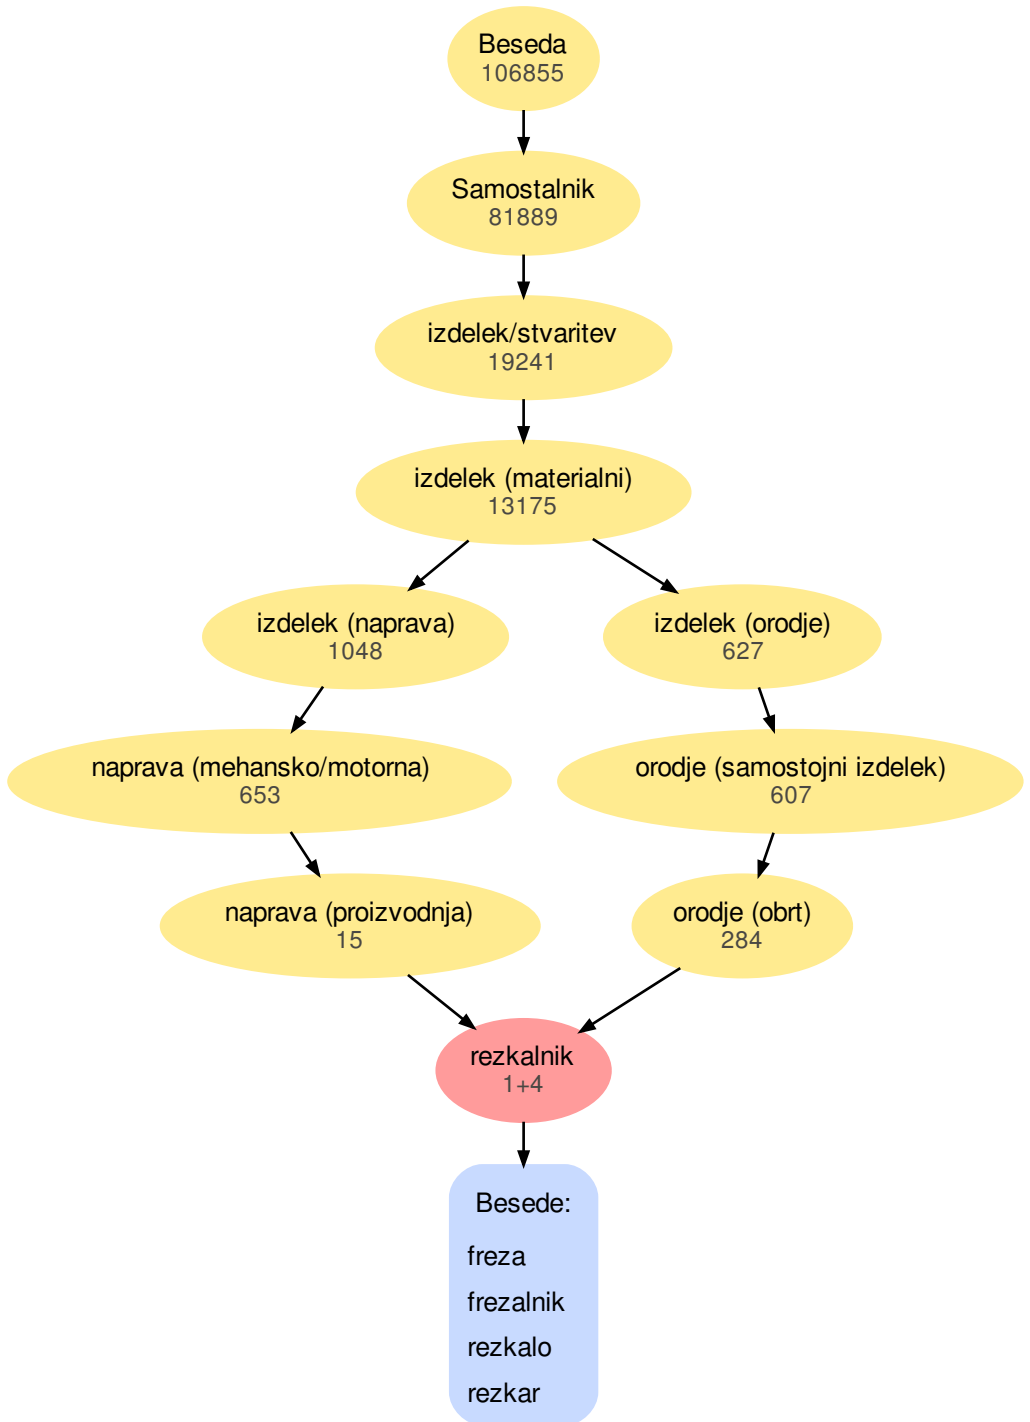 Beseda
106855
Samostalnik
81889
izdelek/stvaritev
19241
izdelek (materialni)
13175
izdelek (naprava)
1048
izdelek (orodje)
627
naprava (mehansko/motorna)
653
orodje (samostojni izdelek)
607
naprava (proizvodnja)
15
orodje (obrt)
284
rezkalnik
1+4
Besede:
freza
frezalnik
rezkalo
rezkar